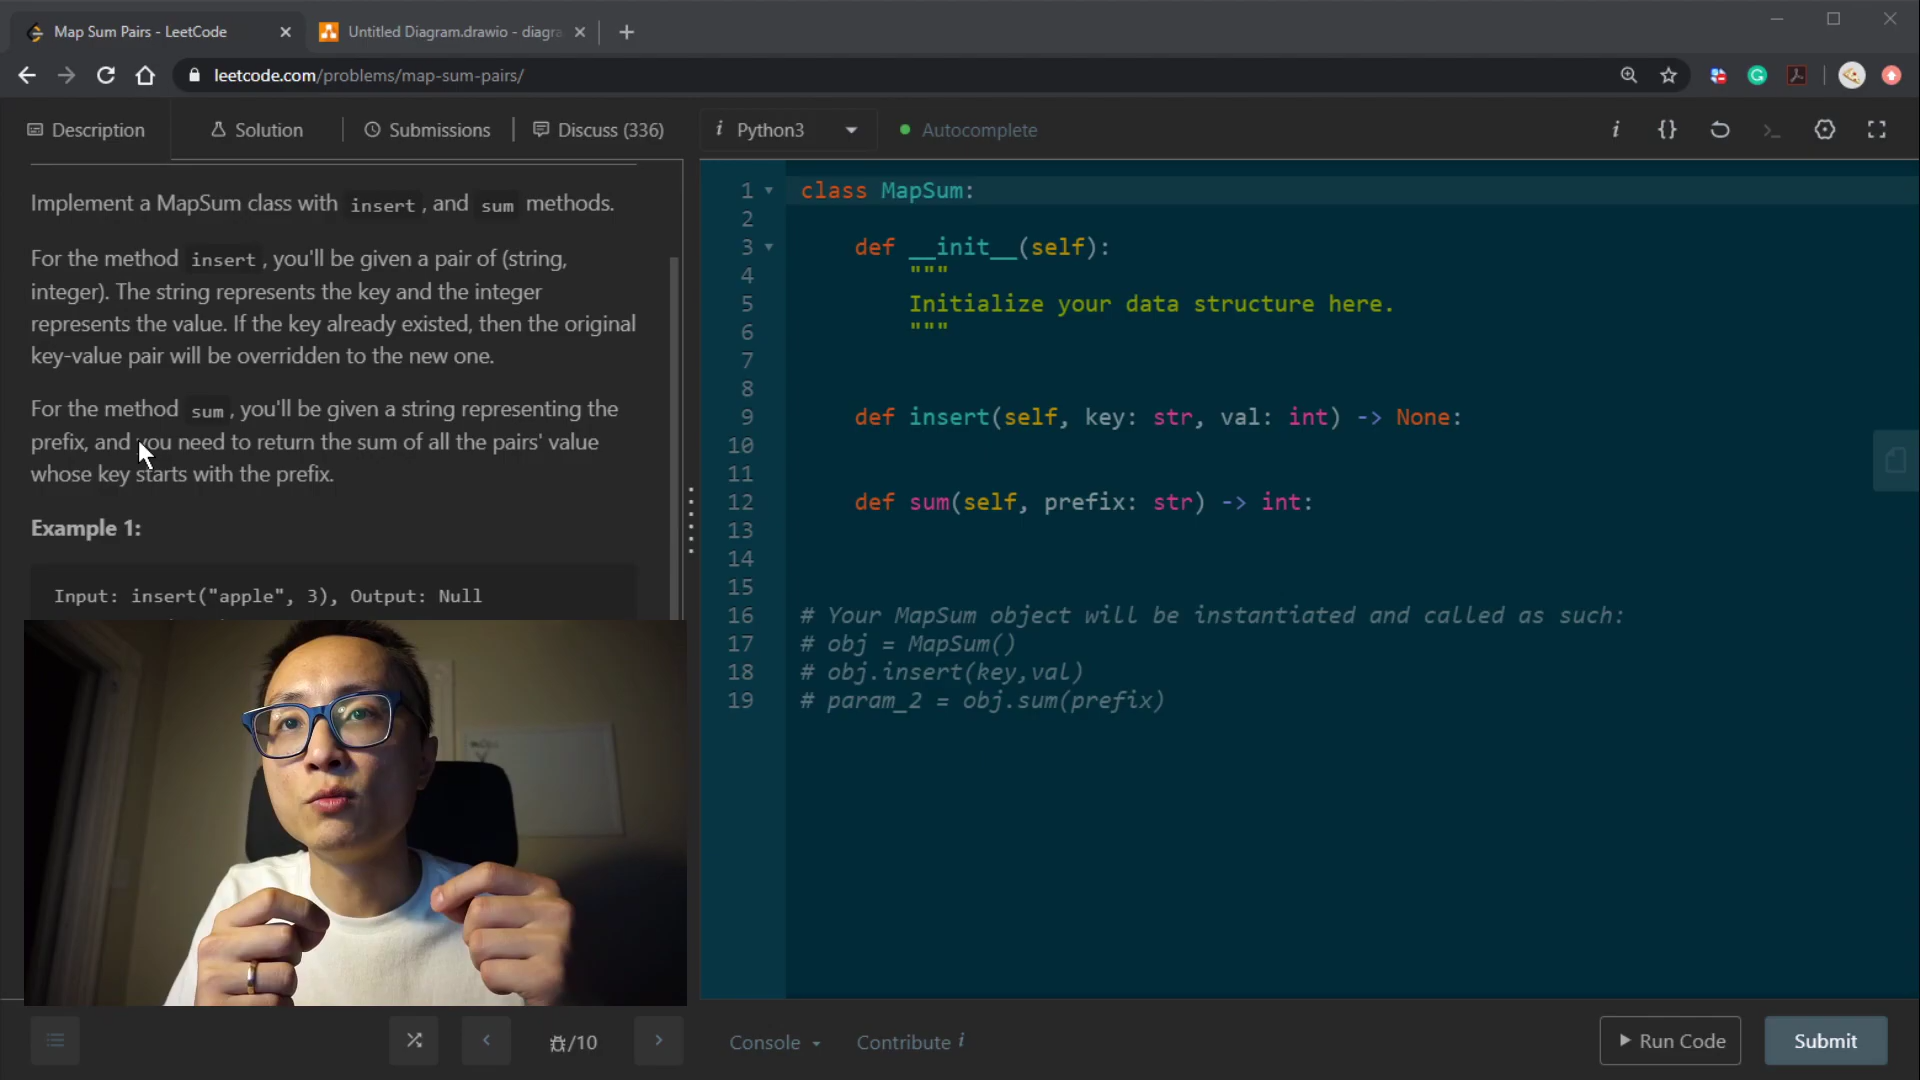 Map Sum Pairs - LeetCode
Untitled Diagram.drawio - diagra
leetcode.com/problems/map-sum-pairs/
Description
Solution
Submissions
Discuss (336)
i Python3
Autocomplete
Implement a MapSum class with insert, and sum methods.
For the method insert, you'll be given a pair of (string,
integer). The string represents the key and the integer
represents the value. If the key already existed, then the original
key-value pair will be overridden to the new one.
For the method sum, you'll be given a string representing the
prefix, and you need to return the sum of all the pairs' value
whose key starts with the prefix.
Example 1:
Input: insert("apple", 3), Output: Null
1 class MapSum:
2
3 def __init__(self):
4 """
5 Initialize your data structure here.
6 """
7
8
9 def insert(self, key: str, val: int) -> None:
10
11
12 def sum(self, prefix: str) -> int:
13
14
15
16 # Your MapSum object will be instantiated and called as such:
17 # obj = MapSum()
18 # obj.insert(key,val)
19 # param_2 = obj.sum(prefix)
/10
Console
Contribute i
Run Code
Submit